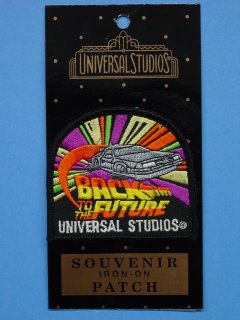 UNIVERSAL STUDIOS
BACK
TO THE
FUTURE
UNIVERSAL STUDIOS®
SOUVENIR
IRON-ON
PATCH